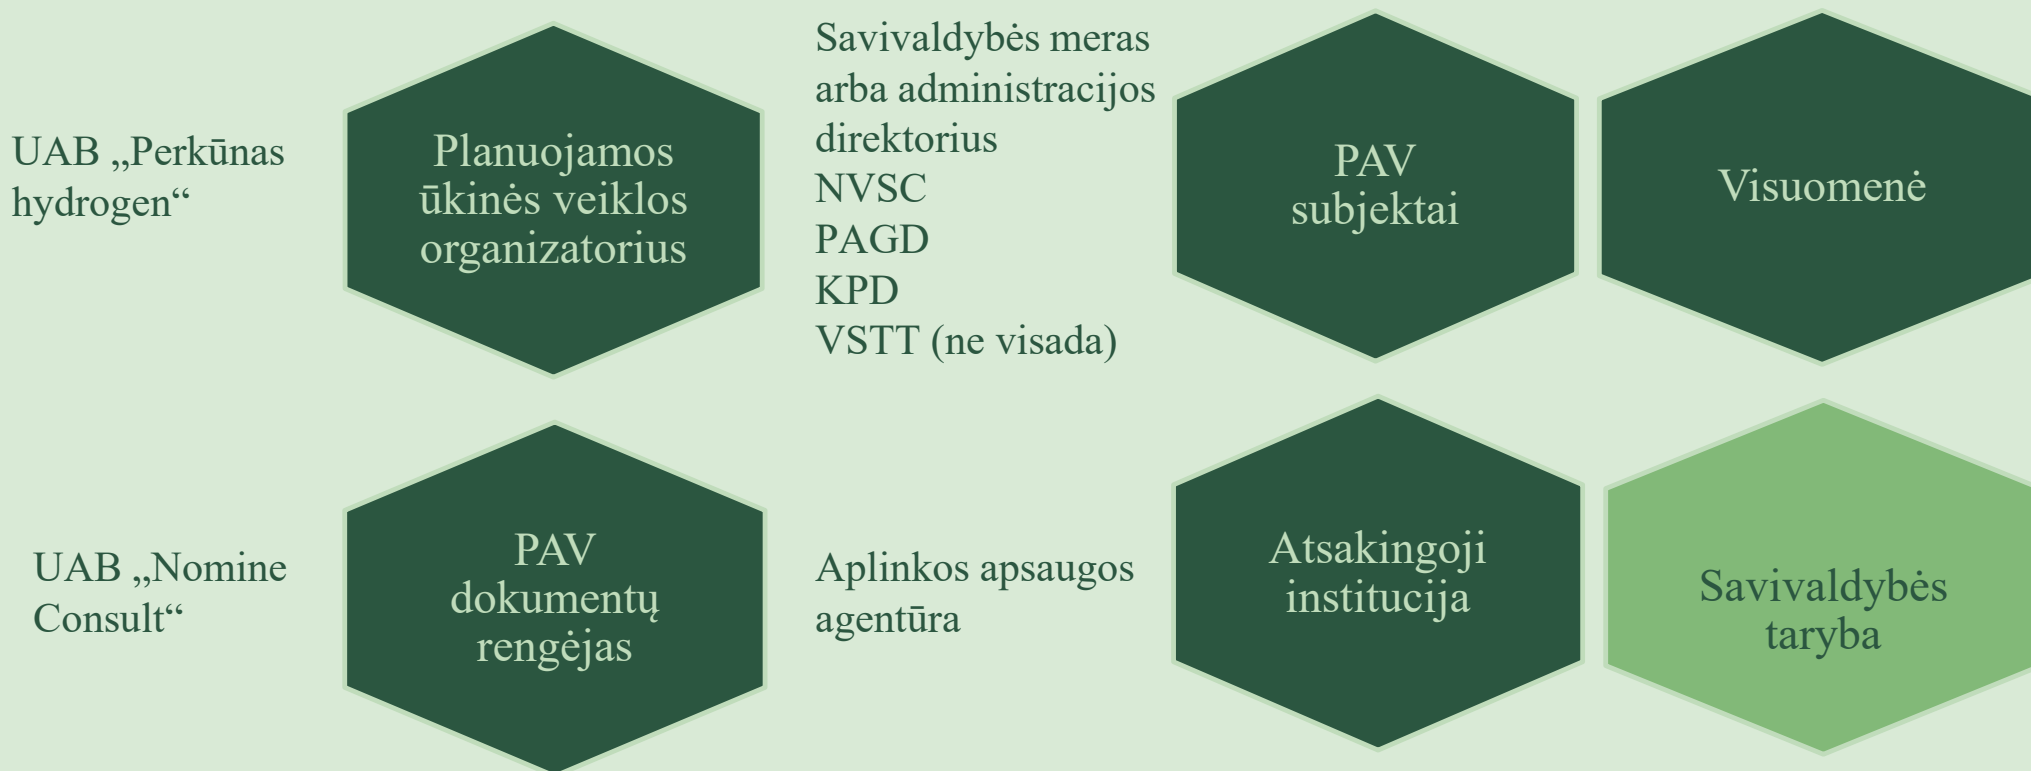 UAB „Perkūnas
hydrogen“
Planuojamos
ūkinės veiklos
organizatorius
Savivaldybės meras
arba administracijos
direktorius
NVSC
PAGD
KPD
VSTT (ne visada)
PAV
subjektai
Visuomenė
UAB „Nomine
Consult“
PAV
dokumentų
rengėjas
Aplinkos apsaugos
agentūra
Atsakingoji
institucija
Savivaldybės
taryba